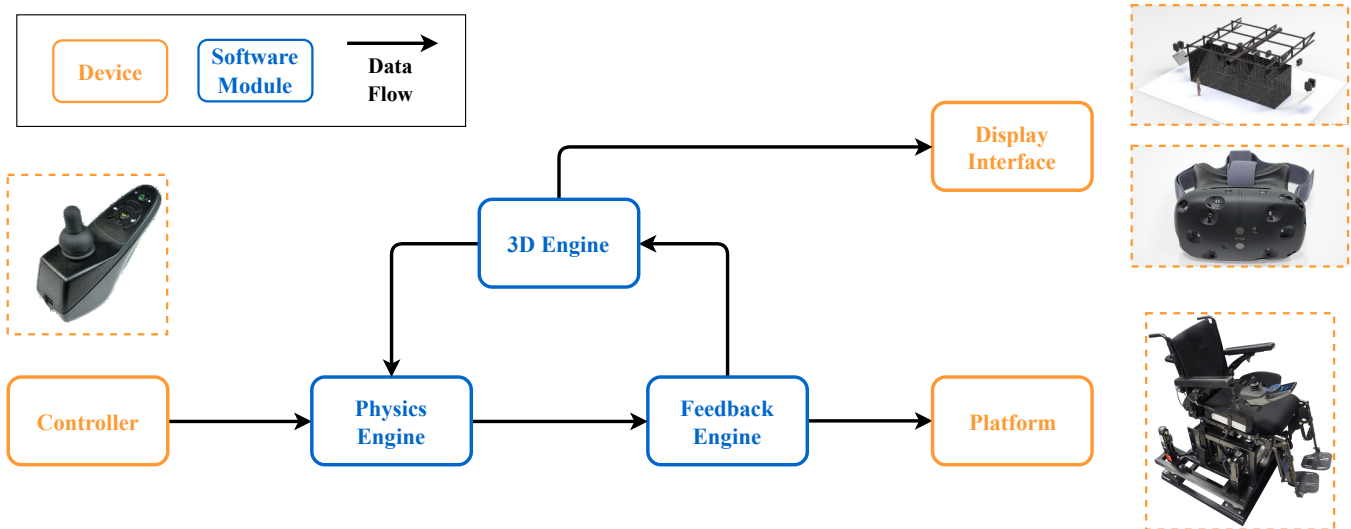 Device
Software
Module
Data
Flow
Display
Interface
3D Engine
Controller
Physics
Engine
Feedback
Engine
Platform